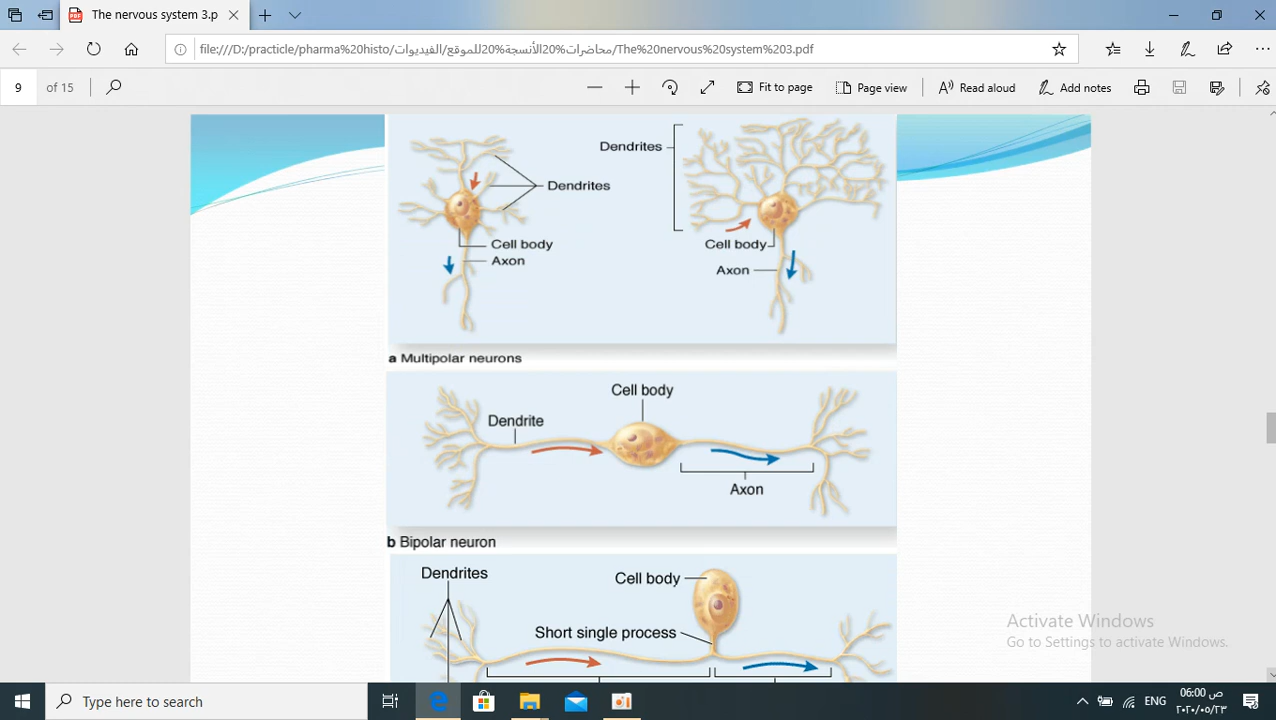 The nervous system 3.p
file:///D:/practicle/pharma%20histo/الفيديوات/للموقع%20الأنسجة%20محاضرات/The%20nervous%20system%203.pdf
9 of 15
Fit to page
Page view
Read aloud
Add notes
Dendrites
Dendrites
Cell body
Axon
Cell body
Axon
a Multipolar neurons
Cell body
Dendrite
Axon
b Bipolar neuron
Dendrites
Cell body
Short single process
Activate Windows
Go to Settings to activate Windows.
Type here to search
ENG
06:00 ص
٢٠٢٠/٠٥/٢٣